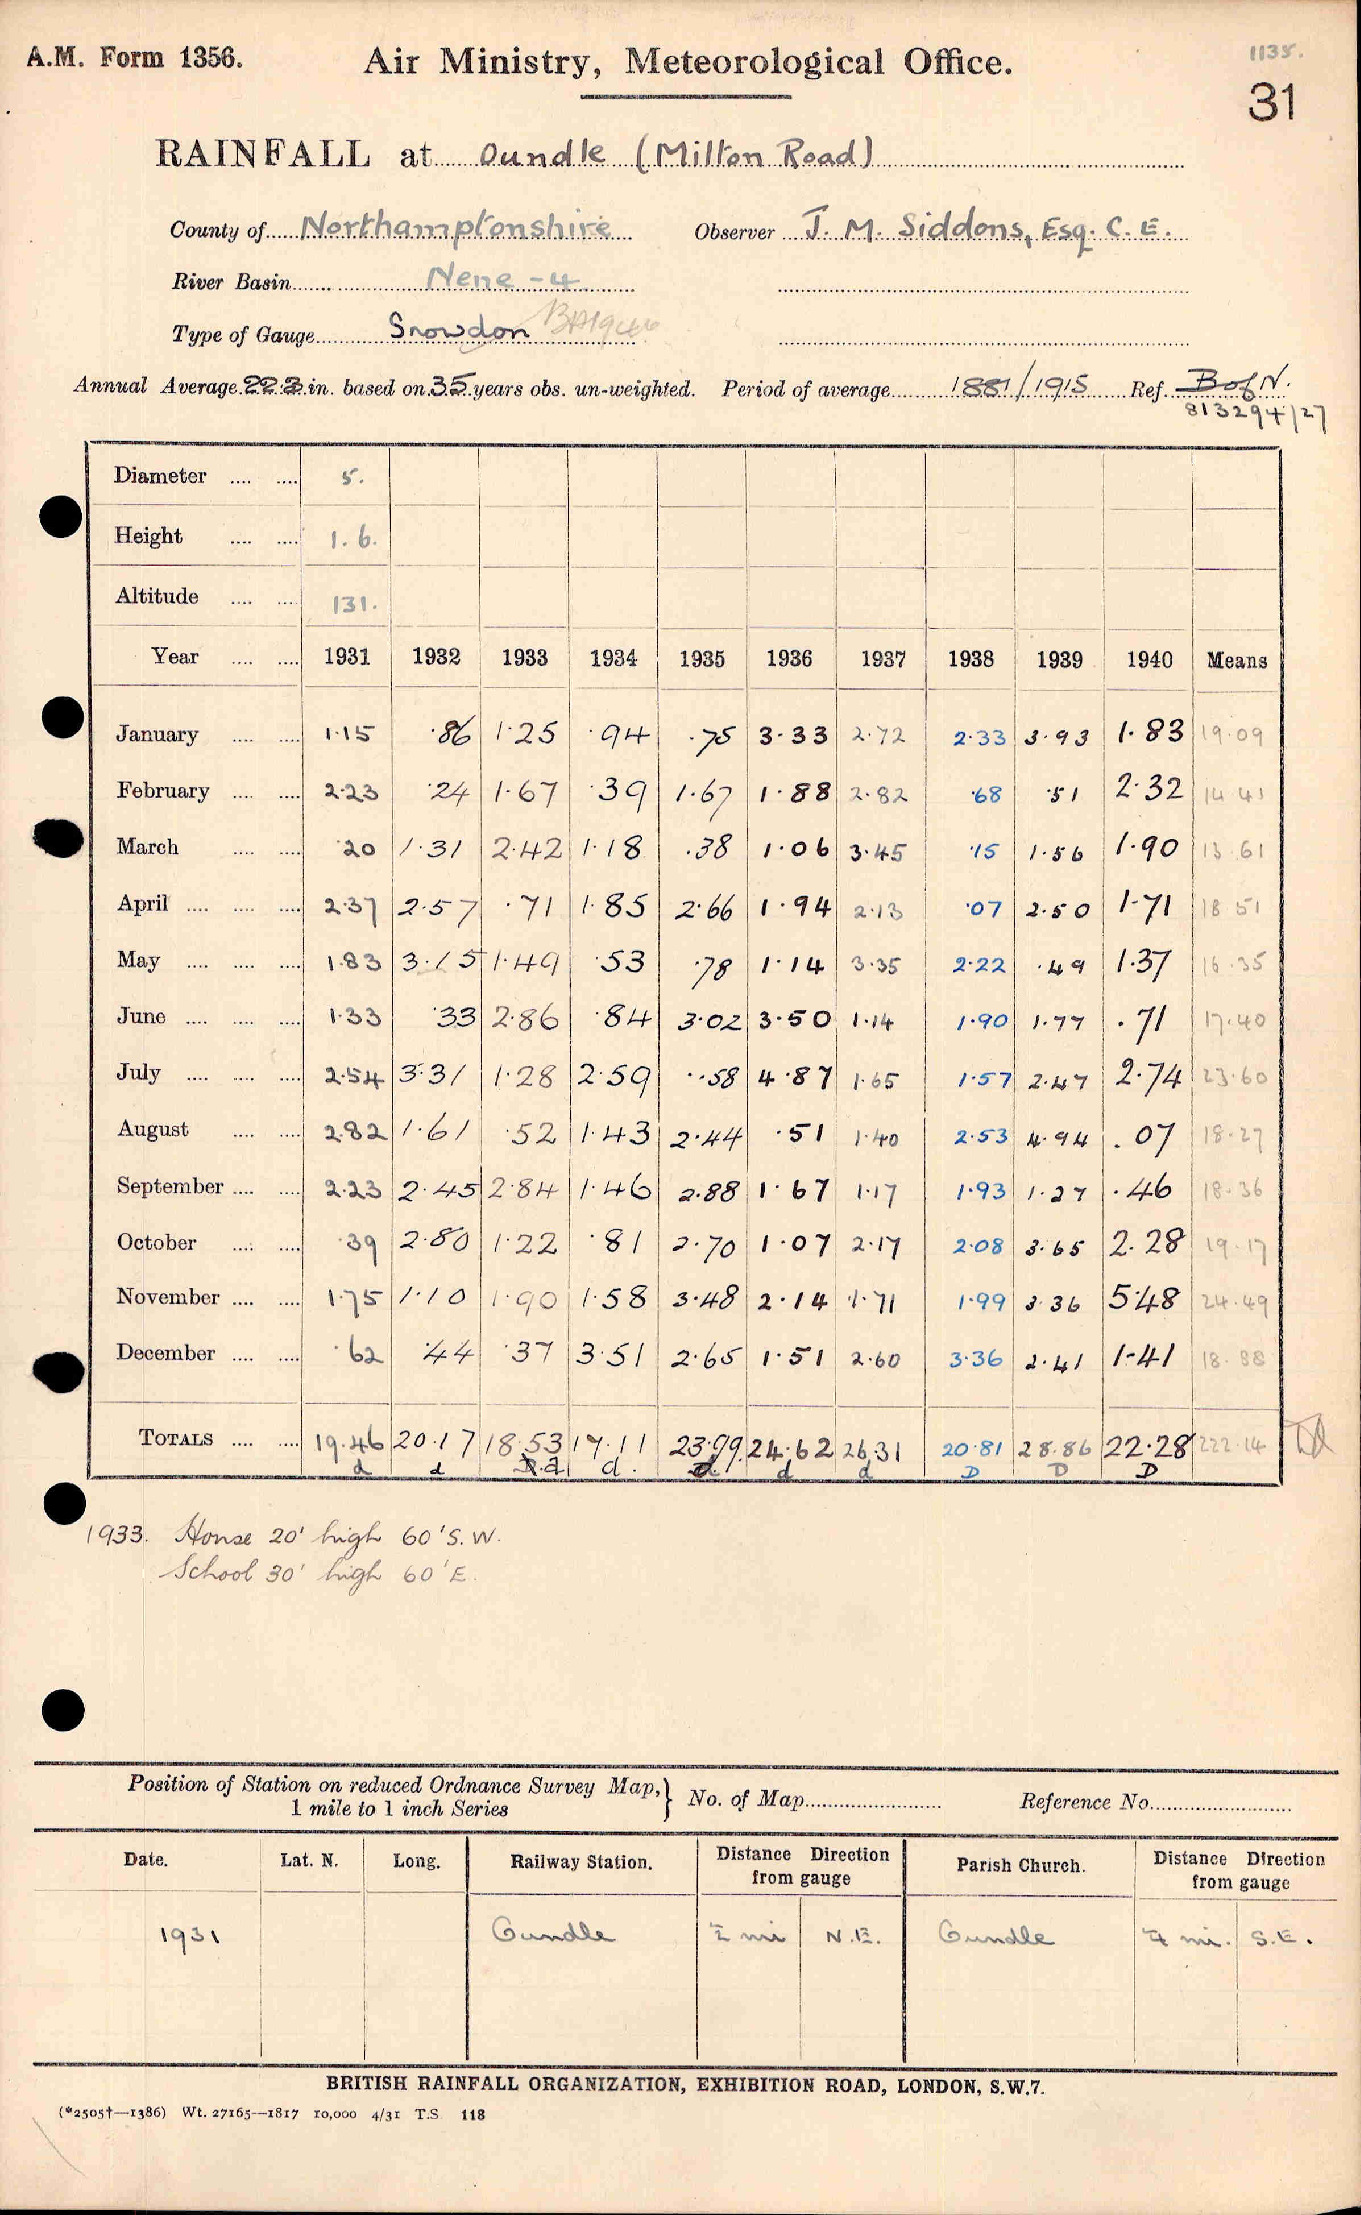 A.M. Form 1356.
Air Ministry, Meteorological Office.
1135.
31
RAINFALL at Oundle (Milton Road)
County of Northamptonshire Observer J. M. Siddons, Esq. C. E.
River Basin Nene - 4
Type of Gauge Snowdon
Annual Average 22.3 in. based on 35 years obs. un-weighted. Period of average 1881/1915 Ref. B of N.
813294/27
Diameter 5.
Height 1. 6.
Altitude 131.
Year 1931 1932 1933 1934 1935 1936 1937 1938 1939 1940 Means
January 1.15 .86 1.25 .94 .75 3.33 2.72 2.33 3.93 1.83 19.09
February 2.23 .24 1.67 .39 1.67 1.88 2.82 .68 .51 2.32 14 41
March .20 1.31 2.42 1.18 .38 1.06 3.45 .15 1.56 1.90 13 61
April 2.37 2.57 .71 1.85 2.66 1.94 2.13 .07 2.50 1.71 18 51
May 1.83 3.15 1.49 .53 .78 1.14 3.35 2.22 .49 1.37 16.35
June 1.33 .33 2.86 .84 3.02 3.50 1.14 1.90 1.77 .71 17.40
July 2.54 3.31 1.28 2.59 .58 4.87 1.65 1.57 2.47 2.74 23.60
August 2.82 1.61 .52 1.43 2.44 .51 1.40 2.53 4.94 .07 18.27
September 2.23 2.45 2.84 1.46 2.88 1.67 1.17 1.93 1.27 .46 18.36
October .39 2.80 1.22 .81 2.70 1.07 2.17 2.08 3.65 2.28 19.17
November 1.75 1.10 1.90 1.58 3.48 2.14 1.71 1.99 3.36 5.48 24.49
December .62 .44 .37 3.51 2.65 1.51 2.60 3.36 2.41 1.41 18.88
TOTALS 19.46 20.17 18.53 17.11 23.99 24.62 26.31 20.81 28.86 22.28 222.14
d d d d. d d d D D D
1933. House 20' high 60' S.W.
School 30' high 60' E.
Position of Station on reduced Ordnance Survey Map, } No. of Map Reference No.
1 mile to 1 inch Series
Date. Lat. N. Long. Railway Station. Distance Direction from gauge Parish Church. Distance Direction from gauge
1931 Oundle ½ mi N.E. Oundle ¼ mi. S.E.
BRITISH RAINFALL ORGANIZATION, EXHIBITION ROAD, LONDON, S.W.7.
(*2505†—1386) Wt. 27165—1817 10,000 4/31 T.S. 118